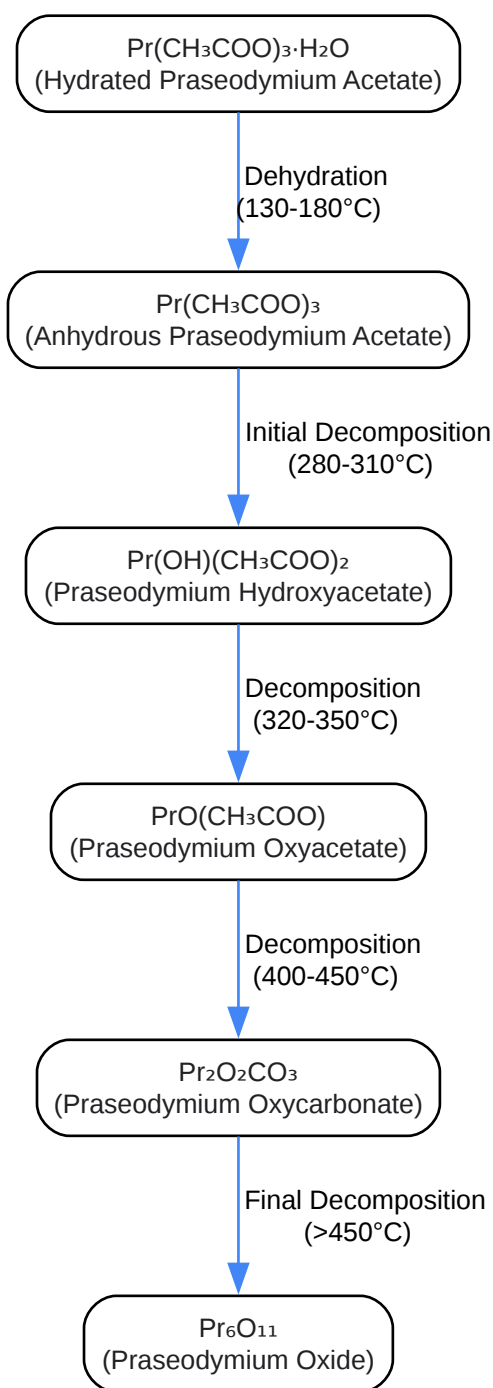 Pr(CH₃COO)₃·H₂O
(Hydrated Praseodymium Acetate)
Dehydration
(130-180°C)
Pr(CH₃COO)₃
(Anhydrous Praseodymium Acetate)
Initial Decomposition
(280-310°C)
Pr(OH)(CH₃COO)₂
(Praseodymium Hydroxyacetate)
Decomposition
(320-350°C)
PrO(CH₃COO)
(Praseodymium Oxyacetate)
Decomposition
(400-450°C)
Pr₂O₂CO₃
(Praseodymium Oxycarbonate)
Final Decomposition
(>450°C)
Pr₆O₁₁
(Praseodymium Oxide)